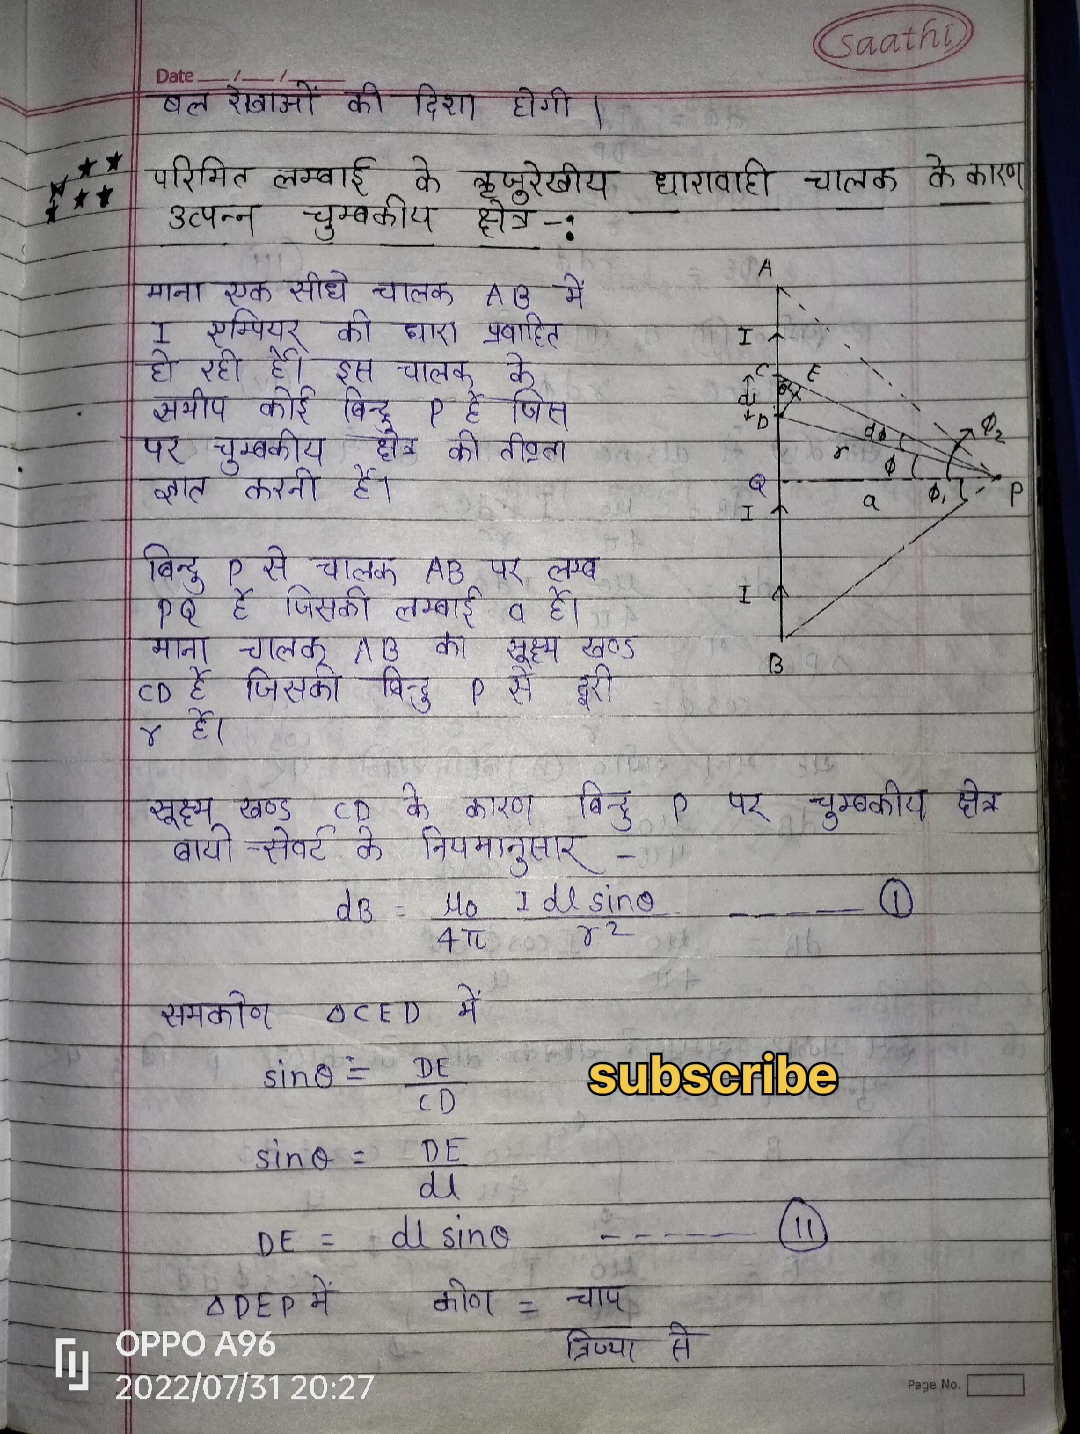 saathi
Date __/__/____
बल रेखाओं की दिशा होगी।
परिमित लम्बाई के ऋजुरेखीय धारावाही चालक के कारण
उत्पन्न चुम्बकीय क्षेत्र -:
माना एक सीधे चालक AB में
I एम्पियर की धारा प्रवाहित
हो रही है। इस चालक के
समीप कोई बिन्दु P है जिस
पर चुम्बकीय क्षेत्र की तीव्रता
ज्ञात करनी है।
A
I
C E
dl
D
dϕ
ϕ2
r
ϕ
Q
a
ϕ1
P
I
I
B
बिन्दु P से चालक AB पर लम्ब
PQ है जिसकी लम्बाई a है।
माना चालक AB का सूक्ष्म खण्ड
CD है जिसकी बिन्दु P से दूरी
r है।
सूक्ष्म खण्ड CD के कारण बिन्दु P पर चुम्बकीय क्षेत्र
बायो-सेवर्ट के नियमानुसार -
dB = μ0/4π I dl sinθ/r² ------ (I)
समकोण ΔCED में
sinθ = DE/CD
subscribe
sinθ = DE/dl
DE = dl sinθ ------ (II)
ΔDEP में कोण = चाप/त्रिज्या से
OPPO A96
2022/07/31 20:27
Page No.